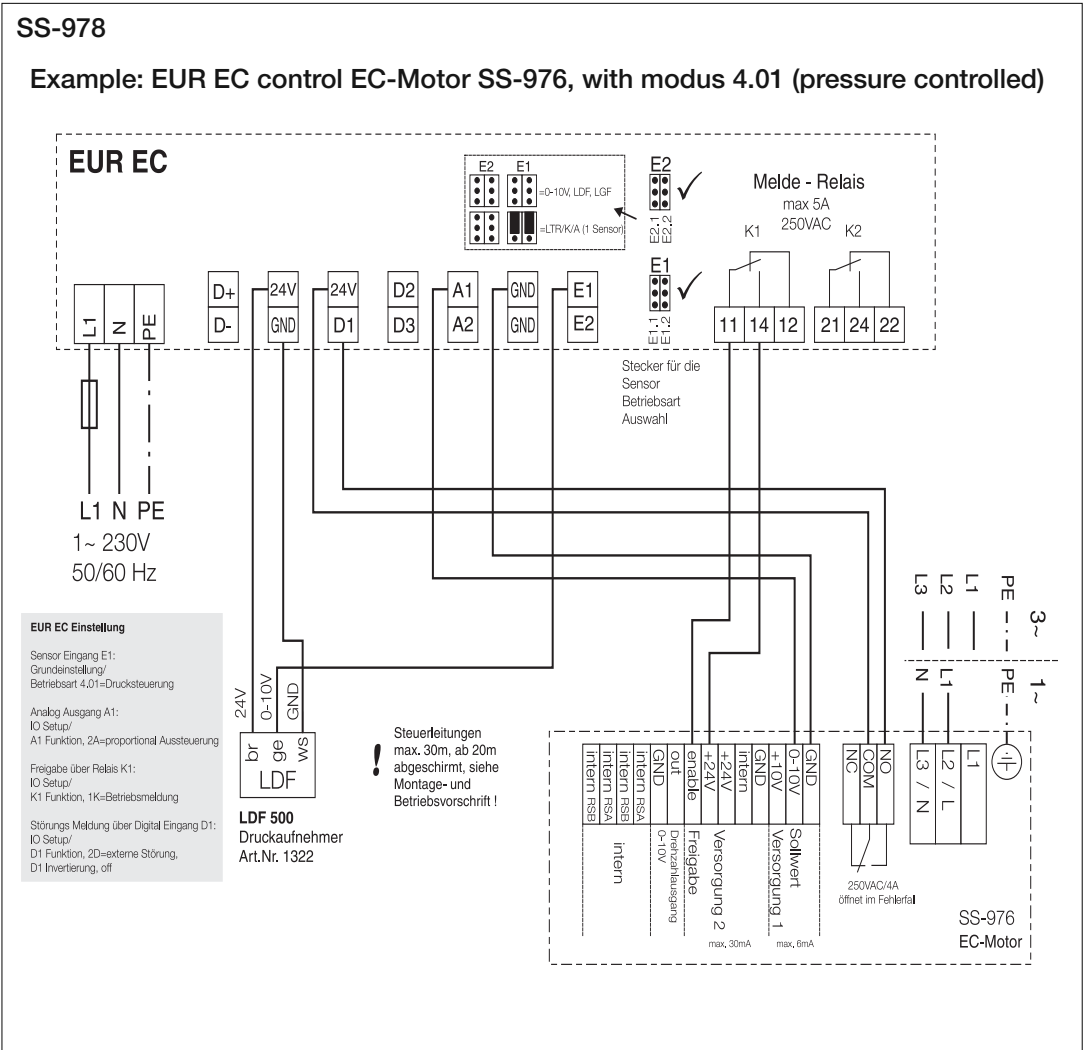 SS-978
Example: EUR EC control EC-Motor SS-976, with modus 4.01 (pressure controlled)
EUR EC
E2 E1
=0-10V, LDF, LGF
=LTR/K/A (1 Sensor)
E2
E2.1
E2.2
E1
E1.1
E1.2
Melde - Relais
max 5A
250VAC
K1 K2
L1 N PE
D+ 24V 24V D2 A1 GND E1
D- GND D1 D3 A2 GND E2
11 14 12 21 24 22
Stecker für die
Sensor
Betriebsart
Auswahl
L1 N PE
1~ 230V
50/60 Hz
EUR EC Einstellung
Sensor Eingang E1:
Grundeinstellung/
Betriebsart 4.01=Drucksteuerung
Analog Ausgang A1:
IO Setup/
A1 Funktion, 2A=proportional Aussteuerung
Freigabe über Relais K1:
IO Setup/
K1 Funktion, 1K=Betriebsmeldung
Störungs Meldung über Digital Eingang D1:
IO Setup/
D1 Funktion, 2D=externe Störung,
D1 Invertierung, off
24V
0-10V
GND
br
ge
ws
LDF
LDF 500
Druckaufnehmer
Art.Nr. 1322
!
Steuerleitungen
max. 30m, ab 20m
abgeschirmt, siehe
Montage- und
Betriebsvorschrift !
L3
L2
L1
PE
3~
N
L1
PE
1~
intern RSB
intern RSA
intern RSB
intern RSA
GND
out
enable
+24V
+24V
intern
GND
+10V
0-10V
GND
NC
COM
NO
L3 / N
L2 / L
L1
intern
0-10V
Drehzahlausgang
Freigabe
Versorgung 2
max. 30mA
Versorgung 1
Sollwert
max. 6mA
250VAC/4A
öffnet im Fehlerfall
SS-976
EC-Motor